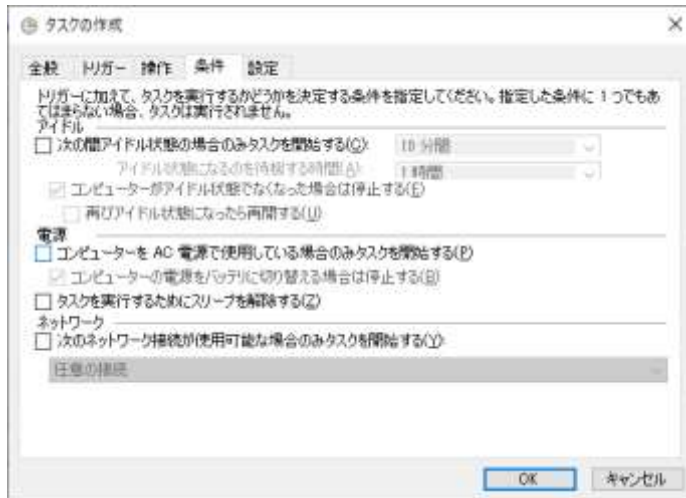 タスクの作成
全般 トリガー 操作 条件 設定
トリガーに加えて、タスクを実行するかどうかを決定する条件を指定してください。指定した条件に 1 つでもあ
てはまらない場合、タスクは実行されません。
アイドル
次の間アイドル状態の場合のみタスクを開始する(C): 10 分間
アイドル状態になるのを待機する時間(A): 1 時間
コンピューターがアイドル状態でなくなった場合は停止する(E)
再びアイドル状態になったら再開する(U)
電源
コンピューターを AC 電源で使用している場合のみタスクを開始する(P)
コンピューターの電源をバッテリに切り替える場合は停止する(B)
タスクを実行するためにスリープを解除する(Z)
ネットワーク
次のネットワーク接続が使用可能な場合のみタスクを開始する(Y):
任意の接続
OK キャンセル